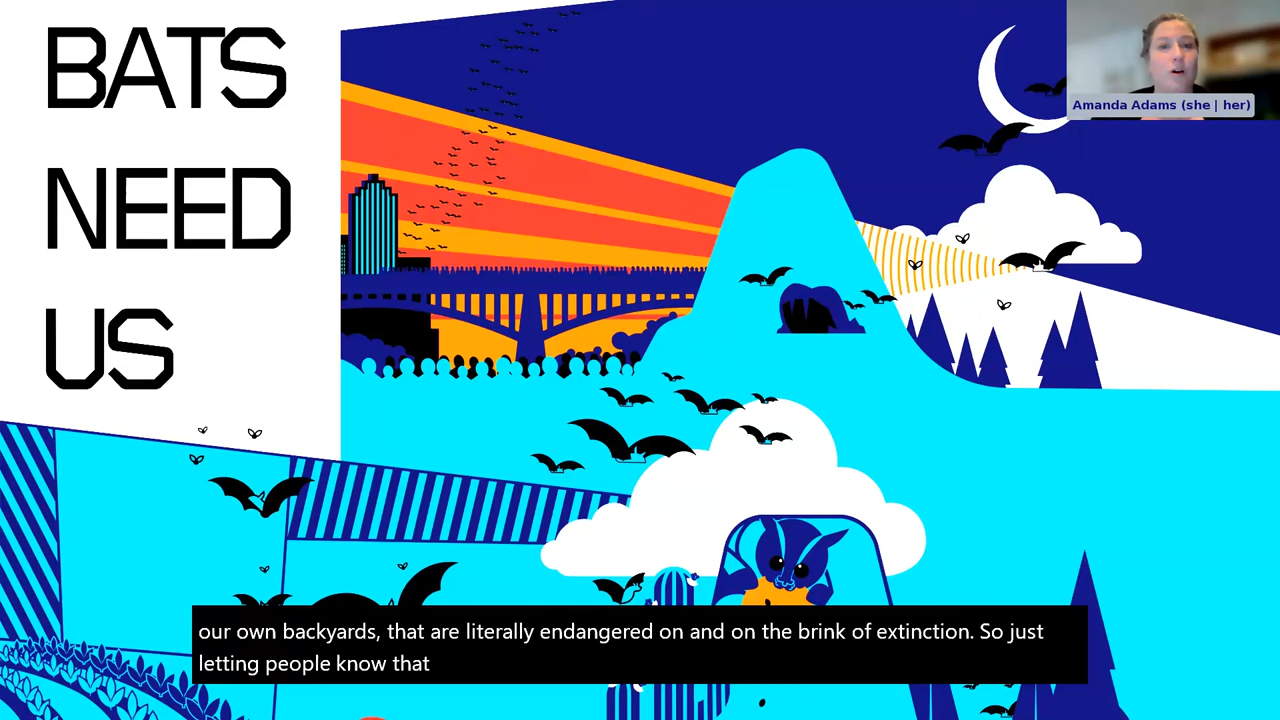 BATS
NEED
US
Amanda Adams (she | her)
our own backyards, that are literally endangered on and on the brink of extinction. So just
letting people know that